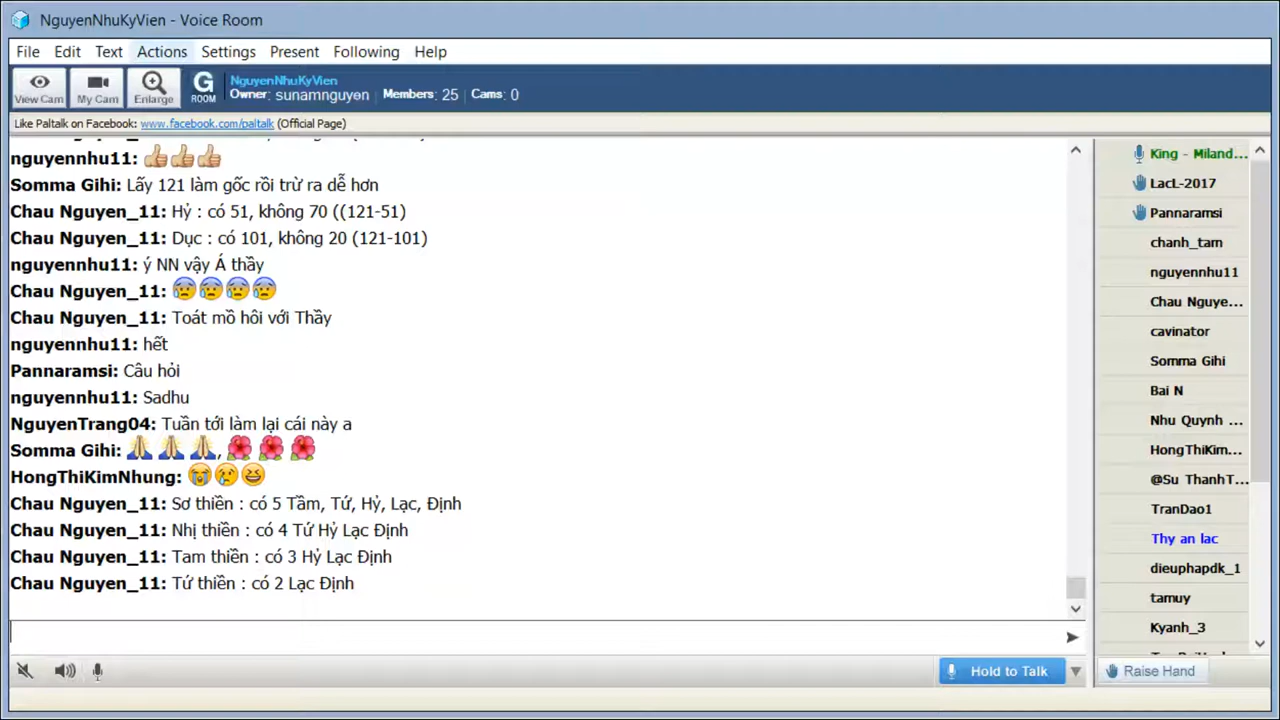 NguyenNhuKyVien - Voice Room
File Edit Text Actions Settings Present Following Help
View Cam My Cam Enlarge G ROOM
NguyenNhuKyVien
Owner: sunamnguyen Members: 25 Cams: 0
Like Paltalk on Facebook: www.facebook.com/paltalk (Official Page)
nguyennhu11:
Somma Gihi: Lấy 121 làm gốc rồi trừ ra dễ hơn
Chau Nguyen_11: Hỷ : có 51, không 70 ((121-51)
Chau Nguyen_11: Dục : có 101, không 20 (121-101)
nguyennhu11: ý NN vậy Á thầy
Chau Nguyen_11:
Chau Nguyen_11: Toát mồ hôi với Thầy
nguyennhu11: hết
Pannaramsi: Câu hỏi
nguyennhu11: Sadhu
NguyenTrang04: Tuần tới làm lại cái này a
Somma Gihi: ,
HongThiKimNhung:
Chau Nguyen_11: Sơ thiền : có 5 Tầm, Tứ, Hỷ, Lạc, Định
Chau Nguyen_11: Nhị thiền : có 4 Tứ Hỷ Lạc Định
Chau Nguyen_11: Tam thiền : có 3 Hỷ Lạc Định
Chau Nguyen_11: Tứ thiền : có 2 Lạc Định
King - Miland...
LacL-2017
Pannaramsi
chanh_tam
nguyennhu11
Chau Nguye...
cavinator
Somma Gihi
Bai N
Nhu Quynh ...
HongThiKim...
@Su ThanhT...
TranDao1
Thy an lac
dieuphapdk_1
tamuy
Kyanh_3
Hold to Talk
Raise Hand